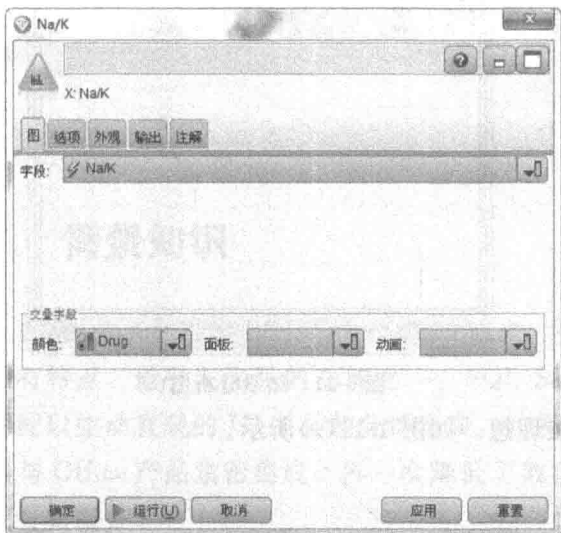 Na/K
X: Na/K
图 选项 外观 输出 注解
字段: Na/K
交叠字段
颜色: Drug 面板: 动画:
确定 运行(U) 取消 应用 重置